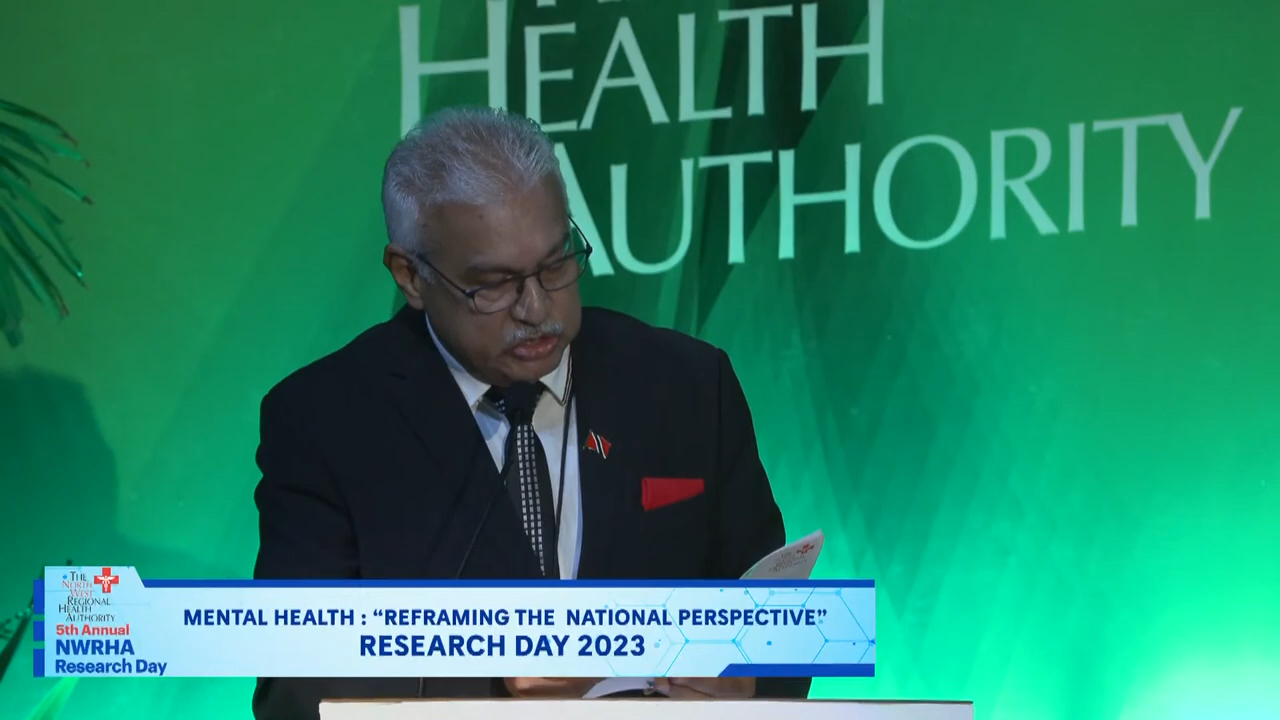 HEALTH
AUTHORITY
THE
NORTH
WEST
REGIONAL
HEALTH
AUTHORITY
5th Annual
NWRHA
Research Day
MENTAL HEALTH : “REFRAMING THE NATIONAL PERSPECTIVE”
RESEARCH DAY 2023